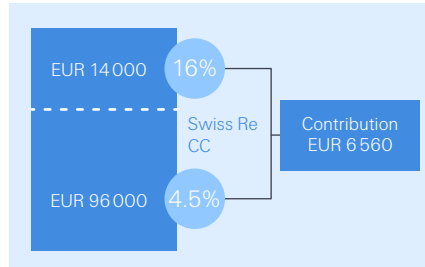 EUR 14 000
16%
Swiss Re
CC
Contribution
EUR 6 560
EUR 96 000
4.5%